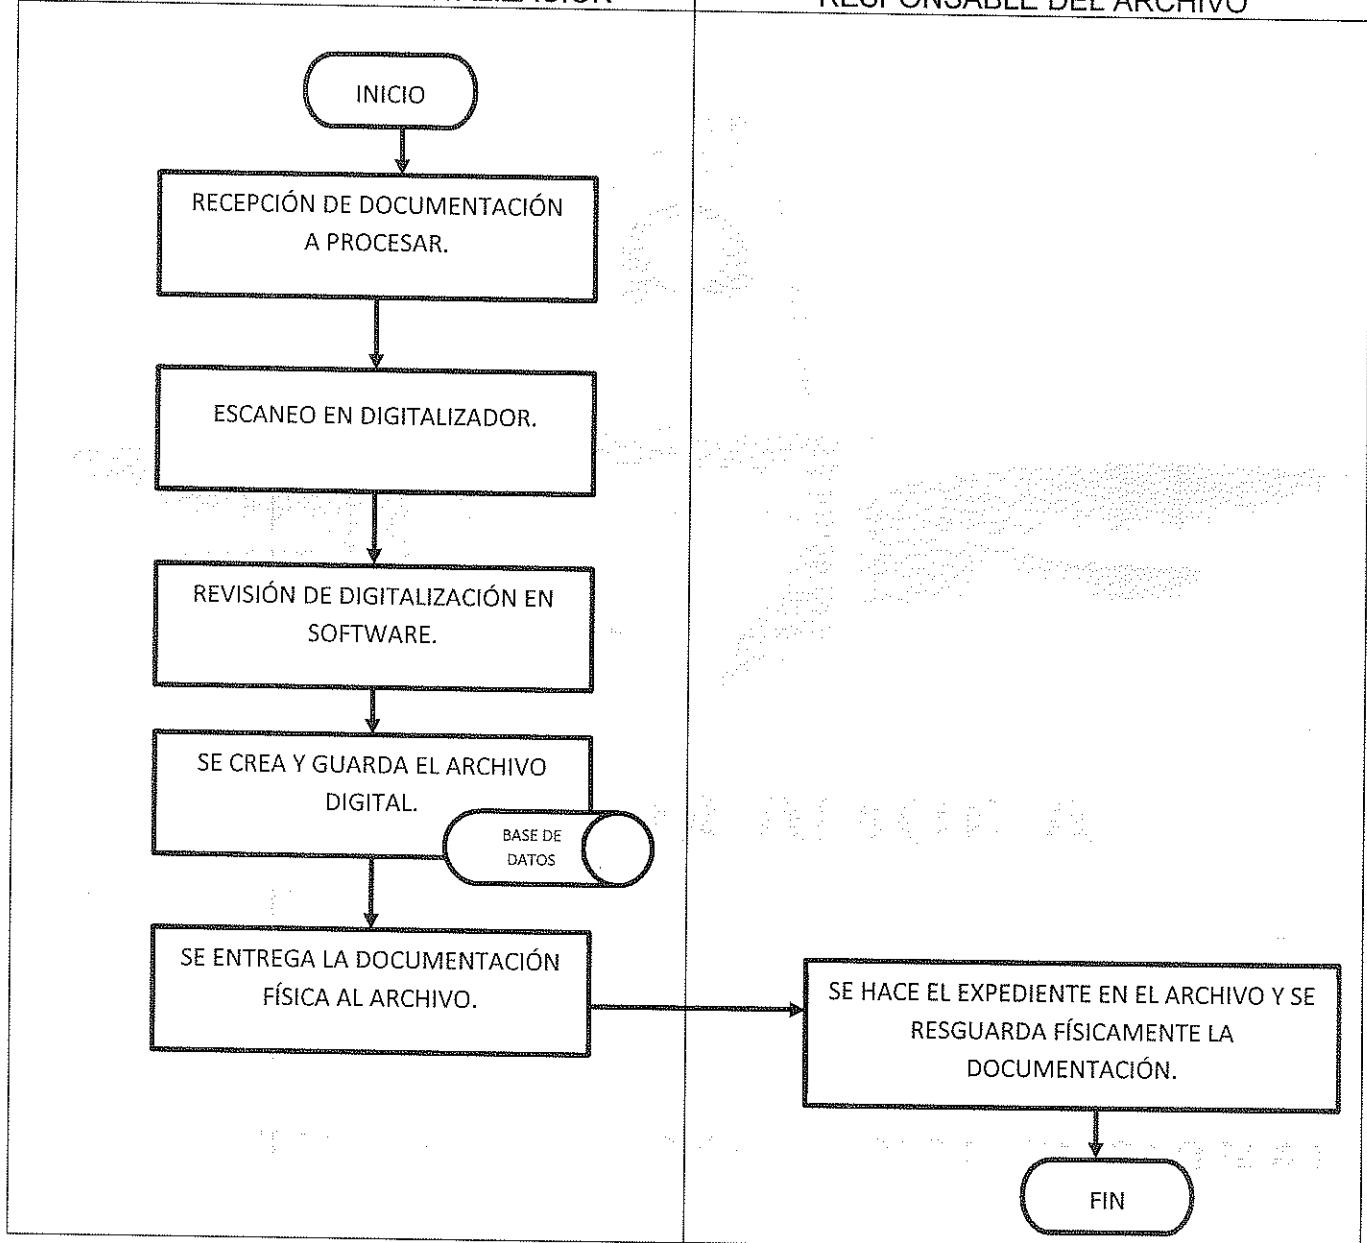 RESPONSABLE DEL ARCHIVO
INICIO
RECEPCIÓN DE DOCUMENTACIÓN
A PROCESAR.
ESCANEO EN DIGITALIZADOR.
REVISIÓN DE DIGITALIZACIÓN EN
SOFTWARE.
SE CREA Y GUARDA EL ARCHIVO
DIGITAL.
BASE DE
DATOS
SE ENTREGA LA DOCUMENTACIÓN
FÍSICA AL ARCHIVO.
SE HACE EL EXPEDIENTE EN EL ARCHIVO Y SE
RESGUARDA FÍSICAMENTE LA
DOCUMENTACIÓN.
FIN